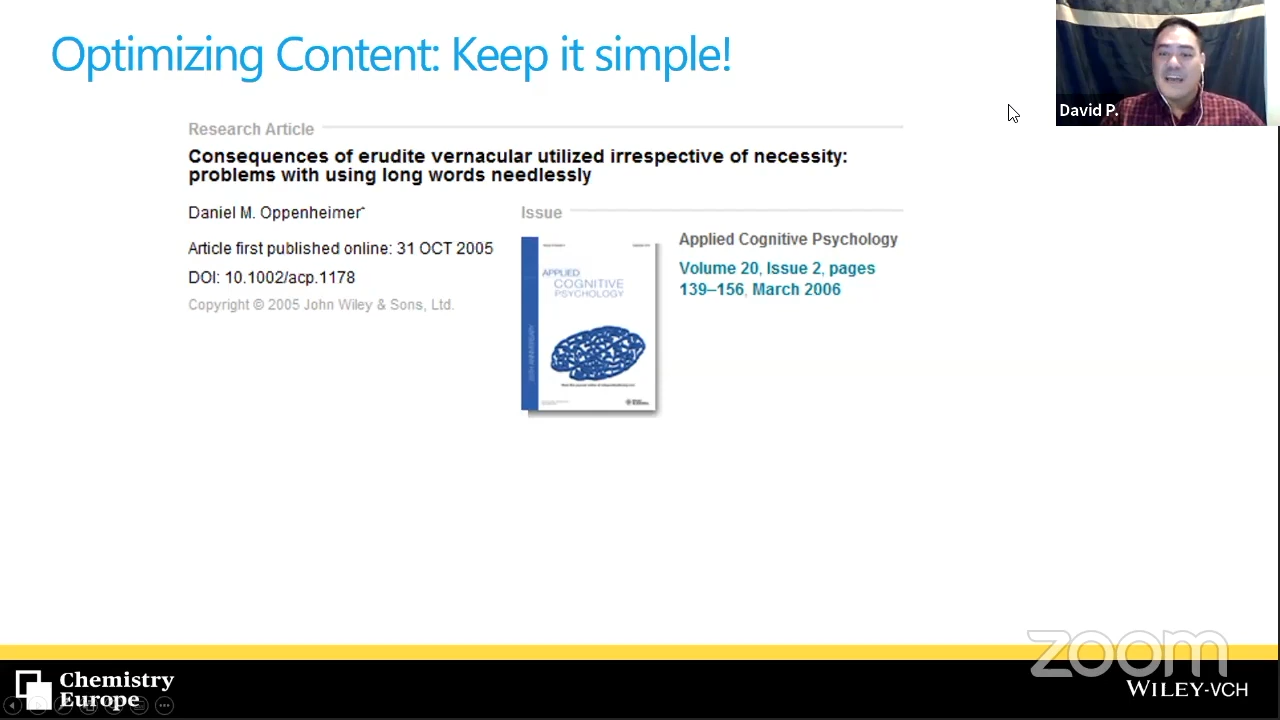 Optimizing Content: Keep it simple!
David P.
Research Article
Consequences of erudite vernacular utilized irrespective of necessity:
problems with using long words needlessly
Daniel M. Oppenheimer*
Article first published online: 31 OCT 2005
DOI: 10.1002/acp.1178
Copyright © 2005 John Wiley & Sons, Ltd.
Issue
APPLIED
COGNITIVE
PSYCHOLOGY
Applied Cognitive Psychology
Volume 20, Issue 2, pages
139–156, March 2006
zoom
Chemistry
Europe
WILEY-VCH